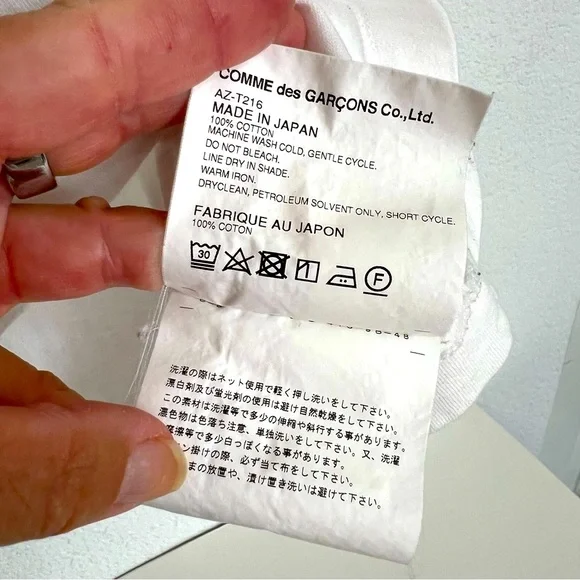 COMME des GARÇONS Co., Ltd.
AZ-T216
MADE IN JAPAN
100% COTTON
MACHINE WASH COLD, GENTLE CYCLE.
DO NOT BLEACH.
LINE DRY IN SHADE.
WARM IRON.
DRYCLEAN, PETROLEUM SOLVENT ONLY, SHORT CYCLE.
FABRIQUE AU JAPON
100% COTON
30 F
洗濯の際はネット使用で軽く押し洗いをして下さい。
漂白剤及び蛍光剤の使用は避け自然乾燥をして下さい。
この素材は洗濯等で多少の伸縮や斜行する事があります。
濃色物は色落ち注意、単独洗いをして下さい。又、洗濯
摩擦等で多少白っぽくなる事があります。
ン掛けの際、必ず当て布をして下さい。
まの放置や、漬け置き洗いは避けて下さい。